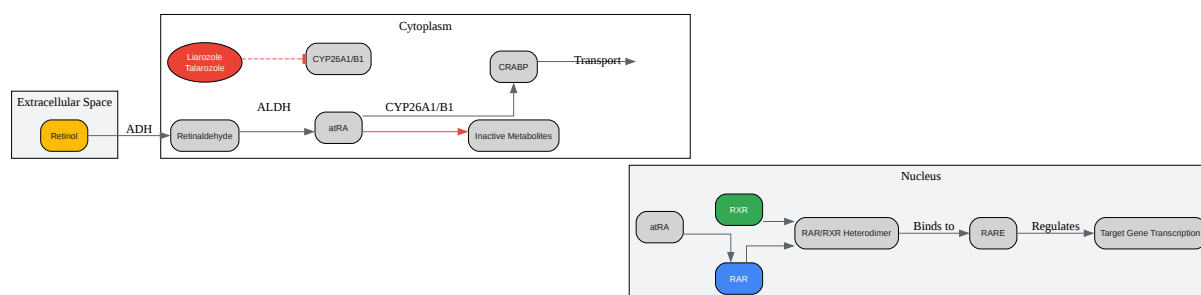 Cytoplasm
Liarozole
Talarozole
CYP26A1/B1
CRABP
Transport
Extracellular Space
Retinol
ADH
Retinaldehyde
ALDH
atRA
CYP26A1/B1
Inactive Metabolites
Nucleus
atRA
RXR
RAR
RAR/RXR Heterodimer
Binds to
RARE
Regulates
Target Gene Transcription